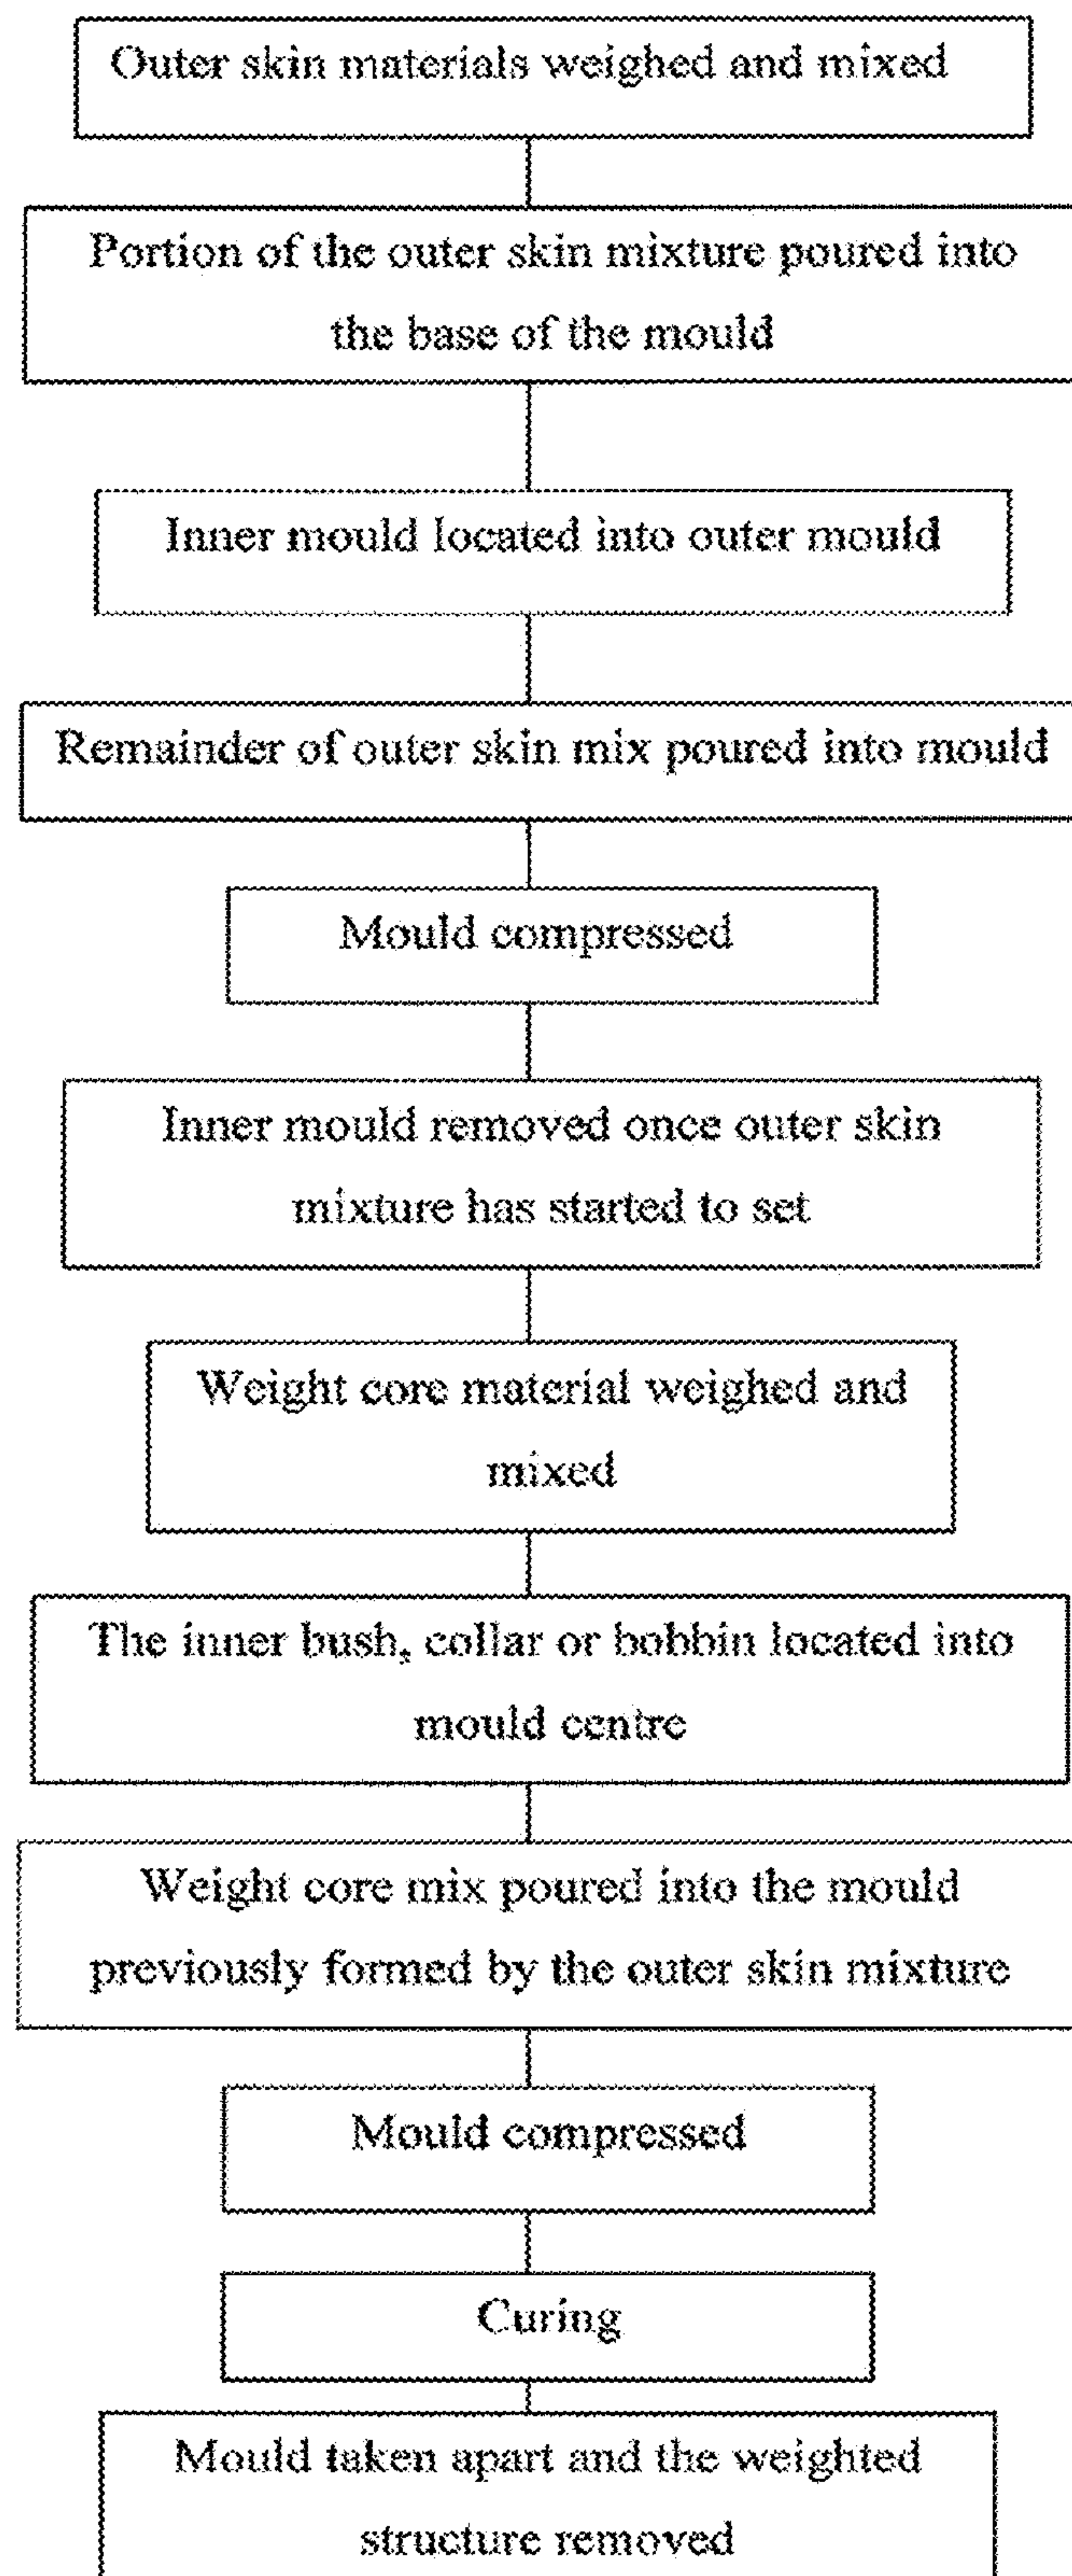 Outer skin materials weighed and mixed
Portion of the outer skin mixture poured into
the base of the mould
Inner mould located into outer mould
Remainder of outer skin mix poured into mould
Mould compressed
Inner mould removed once outer skin
mixture has started to set
Weight core material weighed and
mixed
The inner bush, collar or bobbin located into
mould centre
Weight core mix poured into the mould
previously formed by the outer skin mixture
Mould compressed
Curing
Mould taken apart and the weighted
structure removed